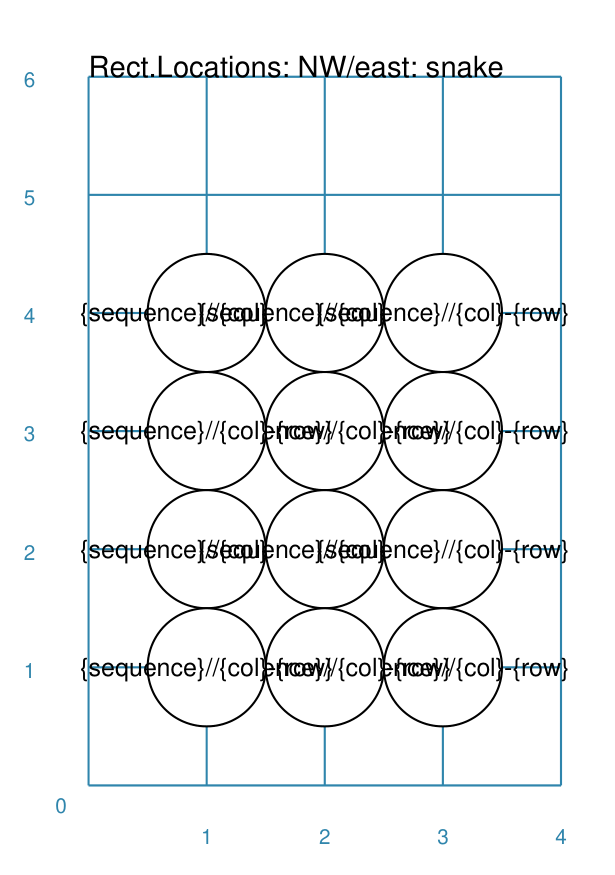 Rect.Locations: NW/east: snake
6
5
4 {sequence}//{col}-{row} {sequence}//{col}-{row} {sequence}//{col}-{row}
3 {sequence}//{col}-{row} {sequence}//{col}-{row} {sequence}//{col}-{row}
2 {sequence}//{col}-{row} {sequence}//{col}-{row} {sequence}//{col}-{row}
1 {sequence}//{col}-{row} {sequence}//{col}-{row} {sequence}//{col}-{row}
0
1 2 3 4